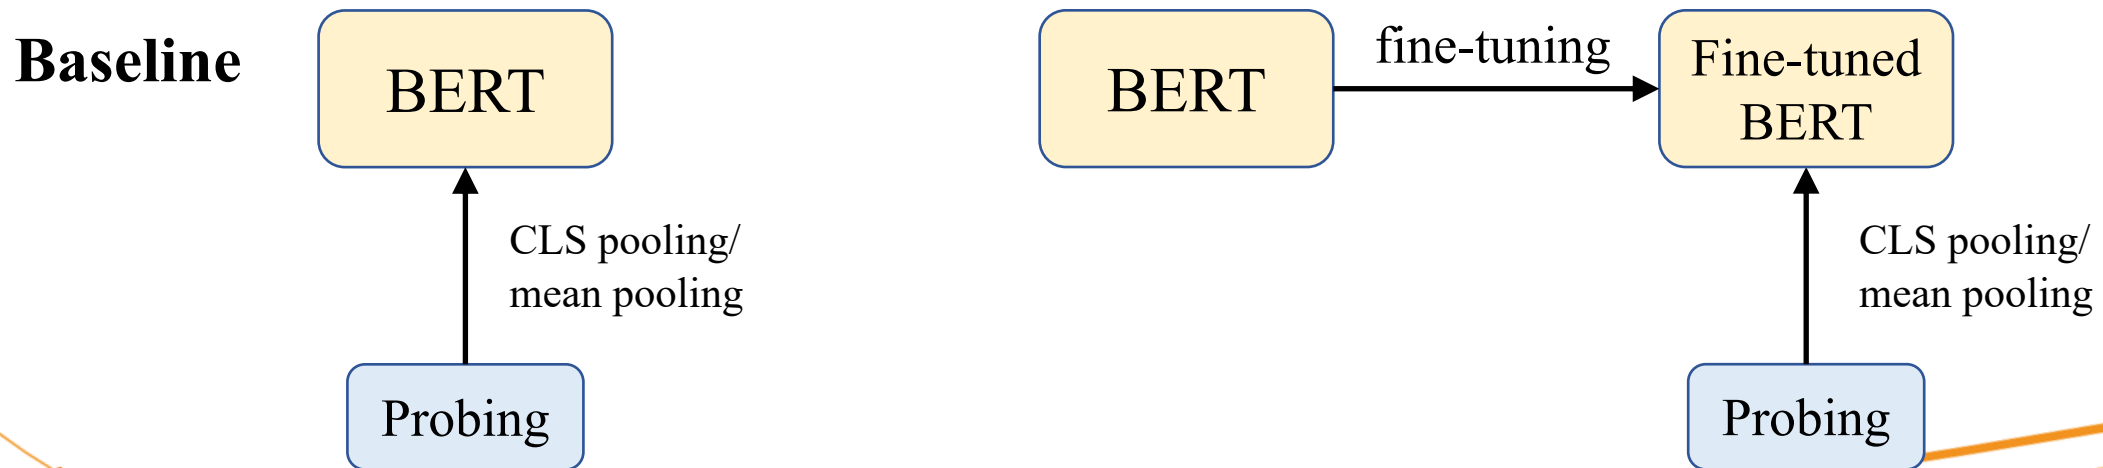 Baseline
BERT
CLS pooling/
mean pooling
Probing
BERT
fine-tuning
Fine-tuned
BERT
CLS pooling/
mean pooling
Probing